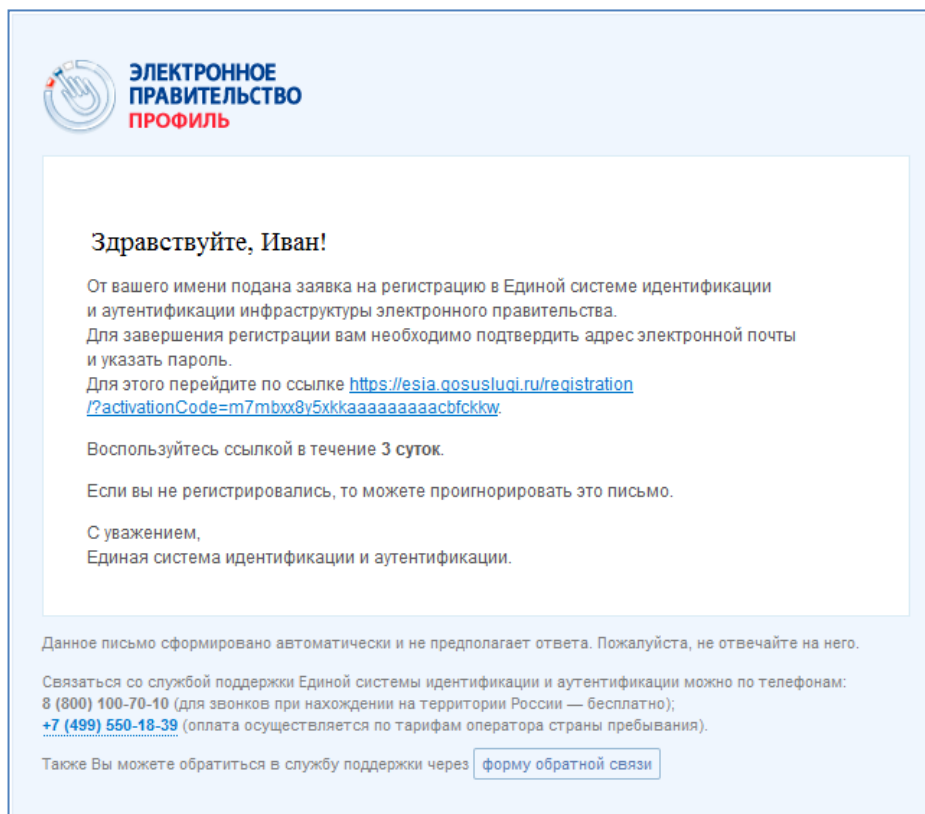 ЭЛЕКТРОННОЕ
ПРАВИТЕЛЬСТВО
ПРОФИЛЬ
Здравствуйте, Иван!
От вашего имени подана заявка на регистрацию в Единой системе идентификации
и аутентификации инфраструктуры электронного правительства.
Для завершения регистрации вам необходимо подтвердить адрес электронной почты
и указать пароль.
Для этого перейдите по ссылке https://esia.gosuslugi.ru/registration
/?activationCode=m7mbxx8y5xkkaaaaaaaaacbfckkw.
Воспользуйтесь ссылкой в течение 3 суток.
Если вы не регистрировались, то можете проигнорировать это письмо.
С уважением,
Единая система идентификации и аутентификации.
Данное письмо сформировано автоматически и не предполагает ответа. Пожалуйста, не отвечайте на него.
Связаться со службой поддержки Единой системы идентификации и аутентификации можно по телефонам:
8 (800) 100-70-10 (для звонков при нахождении на территории России — бесплатно);
+7 (499) 550-18-39 (оплата осуществляется по тарифам оператора страны пребывания).
Также Вы можете обратиться в службу поддержки через форму обратной связи